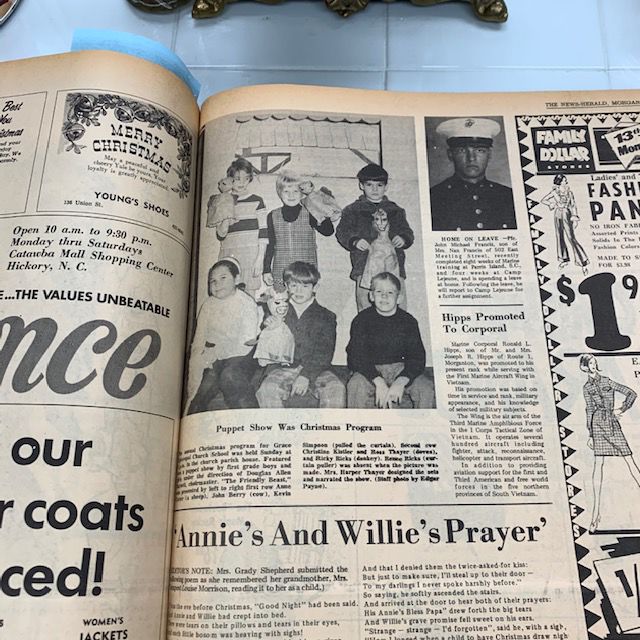 Best
You
Christmas
MERRY
CHRISTMAS
May a peaceful and
cheery Yule be yours. Your
loyalty is greatly appreciated.
YOUNG'S SHOES
136 Union St.
Open 10 a.m. to 9:30 p.m.
Monday thru Saturdays
Catawba Mall Shopping Center
Hickory, N. C.
E...THE VALUES UNBEATABLE
nce
our
r coats
ced!
WOMEN'S
JACKETS
THE NEWS-HERALD, MORGAN
Puppet Show Was Christmas Program
annual Christmas program for Grace
Church School was held Sunday at
in the church parish house. Featured
a puppet show by first grade boys and
under the direction of Douglas Allen
choirmaster. "The Friendly Beast,"
presented by left to right first row Anne
(sheep), John Berry (cow), Kevin
Simpson (pulled the curtain). Second row
Christine Kistler and Ross Thayer (doves),
and Ricky Ricks (donkey). Renne Ricks (cur-
tain puller) was absent when the picture was
made. Mrs. Harper Thayer designed the sets
and narrated the show. (Staff photo by Edgar
HOME ON LEAVE —Pfc.
John Michael Franchi, son
of Mrs. Nan Francis of 502 East
Meeting Street, recently
completed eight weeks of Marine
training at Parris Island, S.C.,
and four weeks at Camp
Lejeune, and is spending a leave
at home. Following the leave, he
will report to Camp Lejeune for
a further assignment.
Hipps Promoted
To Corporal
Marine Corporal Ronald L.
Hipps, son of Mr. and Mrs.
Joseph R. Hipps of Route 1,
Morganton, was promoted to his
present rank while serving with
the First Marine Aircraft Wing in
Vietnam.
His promotion was based on
time in service and rank, military
appearance, and his knowledge
of selected military subjects.
The Wing is the air arm of the
Third Marine Amphibious Force
in the I Corps Tactical Zone of
Vietnam. It operates several
hundred aircraft including
fighter, attack, reconnaissance,
helicopter and transport aircraft.
In addition to providing
aviation support for the first and
Third American and free world
forces in the five northern
provinces of South Vietnam.
'Annie's And Willie's Prayer'
NOTE: Mrs. Grady Shepherd submitted the
following poem as she remembered her grandmother, Mrs.
Louise Morrison, reading it to her as a child.)
the eve before Christmas, "Good Night" had been said.
and Willie had crept into bed.
were tears on their pillows and tears in their eyes,
each little bosom was heaving with sighs!
And that I denied them the twice-asked-for kiss:
But just to make sure, I'll steal up to their door—
To my darlings I never spoke harshly before."
So saying, he softly ascended the stairs.
And arrived at the door to hear both of their prayers:
His Annie's Bless Papa" drew forth the big tears
And Willie's grave promise fell sweet on his ears.
"Strange - strange - I'd forgotten", said he, with a sigh,
FAMILY
DOLLAR
STORES
Ladies' and
FASH
PAN
NO IRON FAB
Assorted Prints
Solids In The
Fashion Colors
MADE TO S
FOR $3.98
$1